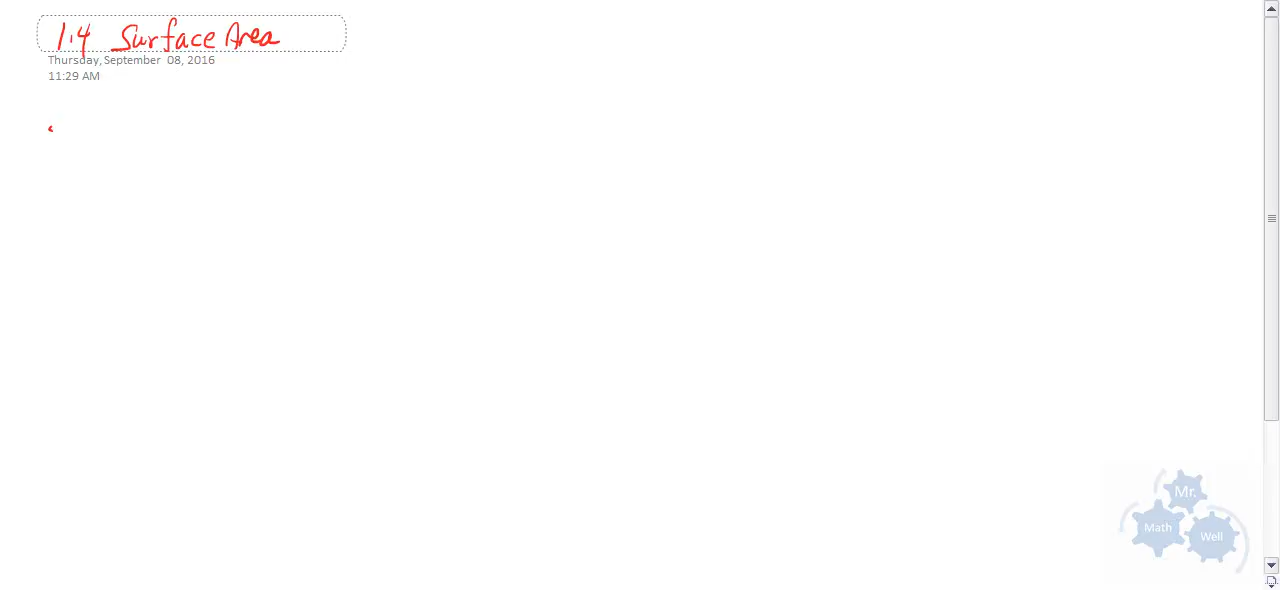 1.4 Surface Area
Thursday, September 08, 2016
11:29 AM
Mr.
Math
Well